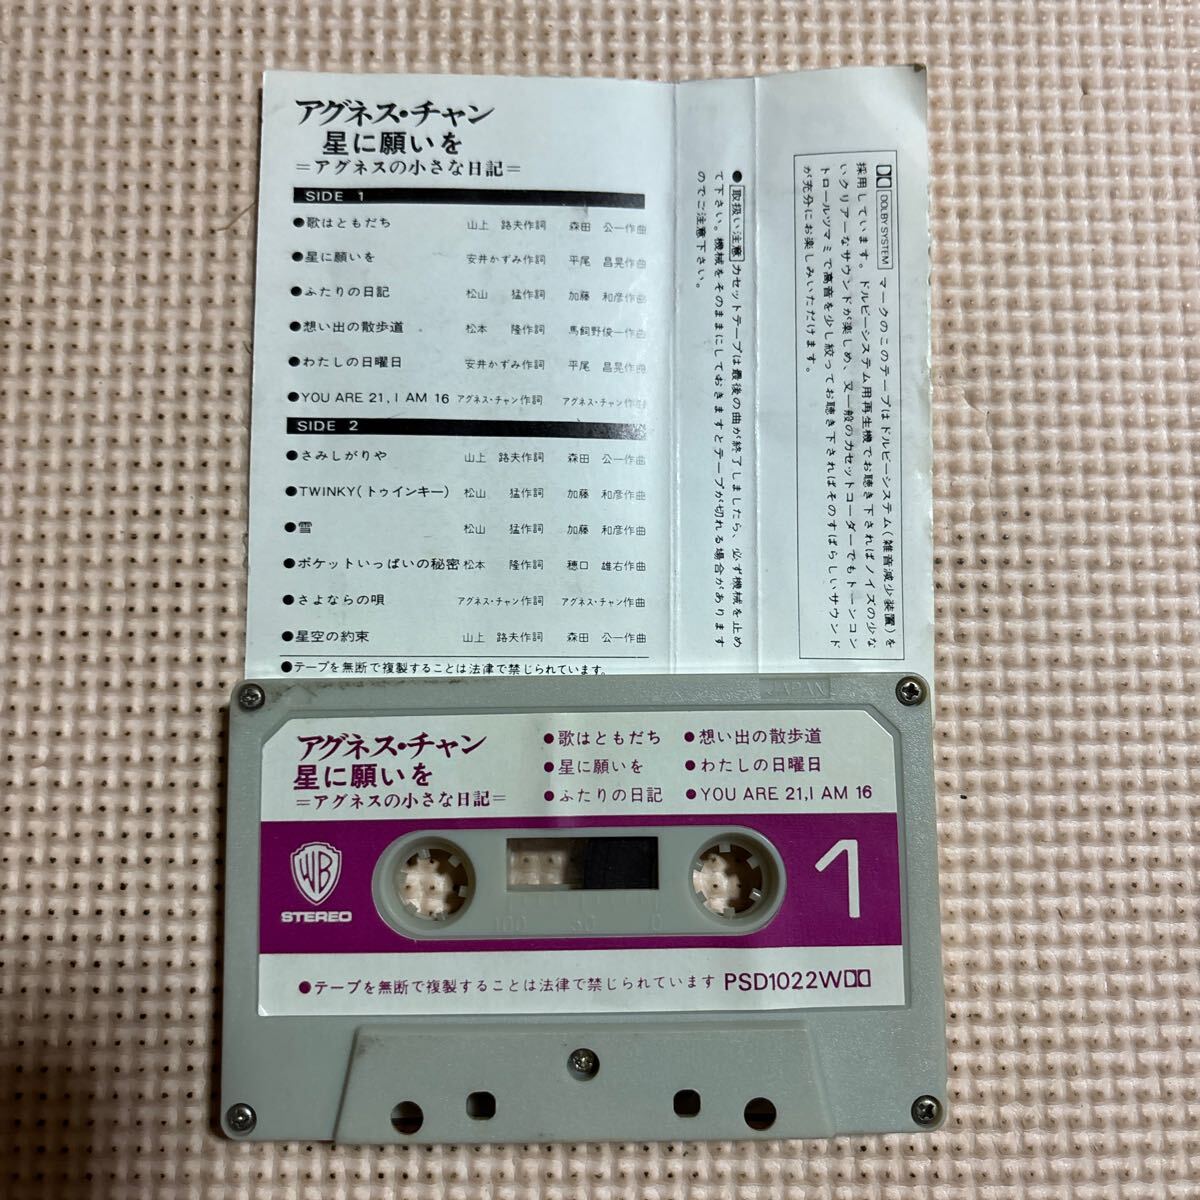 アグネス・チャン
星に願いを
=アグネスの小さな日記=
SIDE 1
●歌はともだち 山上 路夫作詞 森田 公一作曲
●星に願いを 安井かずみ作詞 平尾 昌晃作曲
●ふたりの日記 松山 猛作詞 加藤 和彦作曲
●想い出の散歩道 松本 隆作詞 馬飼野俊一作曲
●わたしの日曜日 安井かずみ作詞 平尾 昌晃作曲
●YOU ARE 21,I AM 16 アグネス・チャン作詞 アグネス・チャン作曲
SIDE 2
●さみしがりや 山上 路夫作詞 森田 公一作曲
●TWINKY(トゥインキー) 松山 猛作詞 加藤 和彦作曲
●雪 松山 猛作詞 加藤 和彦作曲
●ポケットいっぱいの秘密 松本 隆作詞 穂口 雄右作曲
●さよならの唄 アグネス・チャン作詞 アグネス・チャン作曲
●星空の約束 山上 路夫作詞 森田 公一作曲
●テープを無断で複製することは法律で禁じられています。
●取扱い注意 カセットテープは最後の曲が終了しましたら、必ず機械を止め
て下さい。機械をそのままにしておきますとテープが切れる場合があります
のでご注意下さい。
DOLBY SYSTEM マークのこのテープはドルビーシステム(雑音減少装置)を
採用しています。ドルビーシステム用再生機でお聴き下さればノイズの少な
いクリアーなサウンドが楽しめ、又一般のカセットコーダーでもトーンコン
トロールツマミで高音を少し絞ってお聴き下さればそのすばらしいサウンド
が充分にお楽しみいただけます。
JAPAN
アグネス・チャン
星に願いを
=アグネスの小さな日記=
●歌はともだち ●想い出の散歩道
●星に願いを ●わたしの日曜日
●ふたりの日記 ●YOU ARE 21,I AM 16
WB
STEREO
100 50 0
1
●テープを無断で複製することは法律で禁じられています PSD1022W